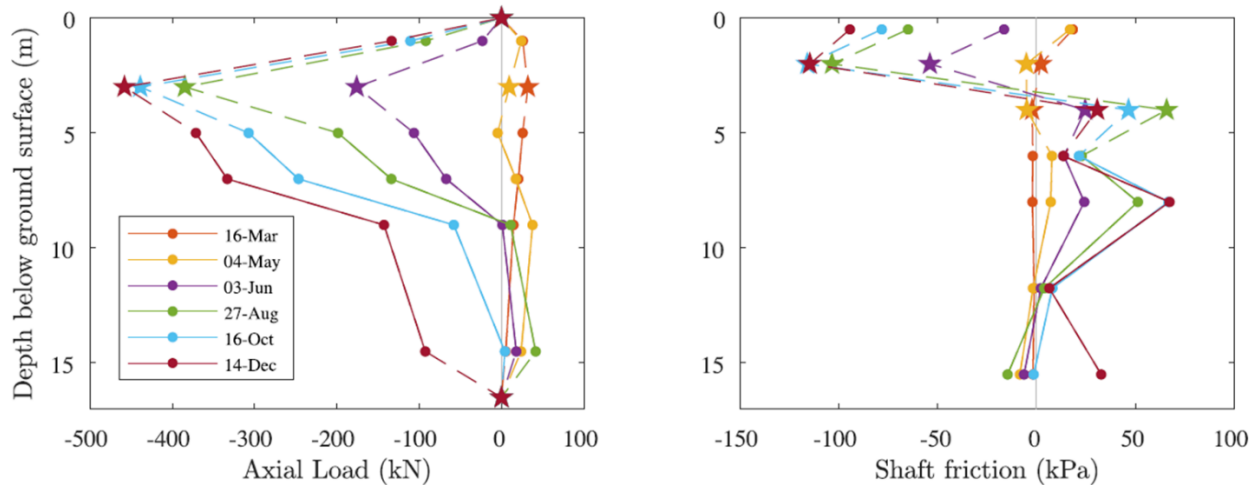 0
5
10
15
Depth below ground surface (m)
16-Mar
04-May
03-Jun
27-Aug
16-Oct
14-Dec
-500
-400
-300
-200
-100
0
100
Axial Load (kN)
0
5
10
15
-150
-100
-50
0
50
100
Shaft friction (kPa)